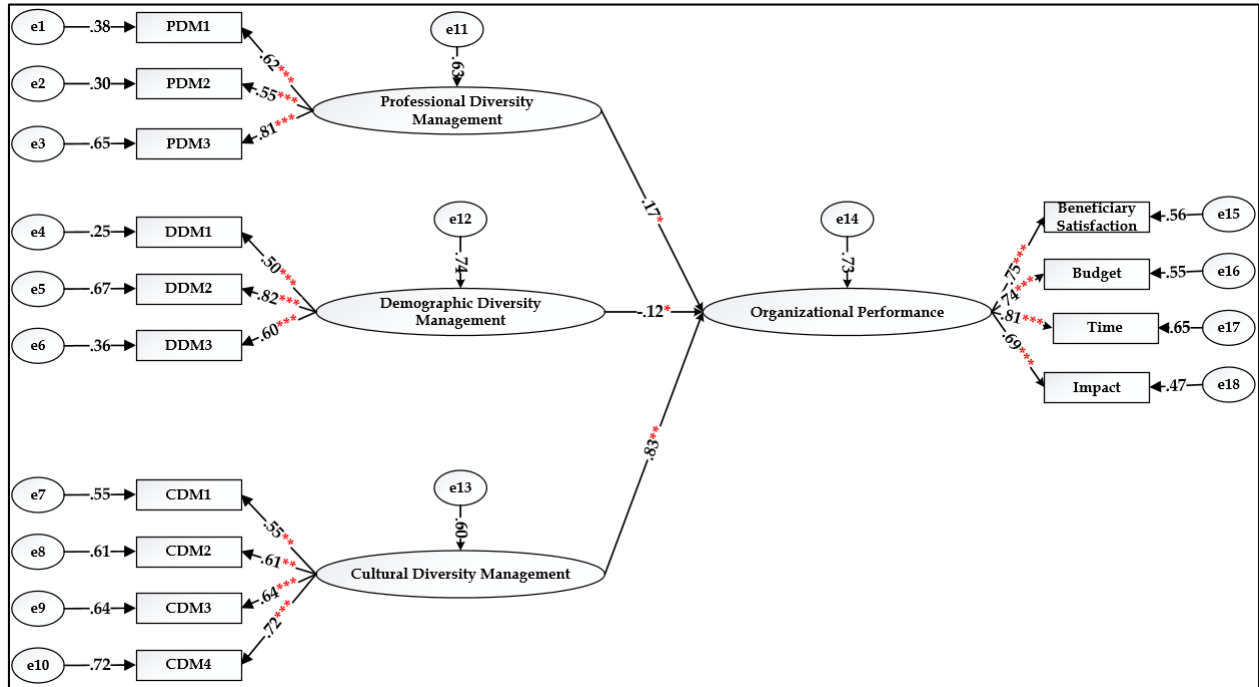 e1 .38 PDM1
e2 .30 PDM2
e3 .65 PDM3
.62***
.55***
.81***
e11
.63
Professional Diversity
Management
.17*
e4 .25 DDM1
e5 .67 DDM2
e6 .36 DDM3
.50***
.82***
.60***
e12
.74
Demographic Diversity
Management
-.12*
e7 .55 CDM1
e8 .61 CDM2
e9 .64 CDM3
e10 .72 CDM4
.55**
.61**
.64***
.72***
e13
.60
Cultural Diversity Management
.83**
e14
.73
Organizational Performance
.75***
.74***
.81***
.69***
Beneficiary
Satisfaction
.56 e15
Budget .55 e16
Time .65 e17
Impact .47 e18